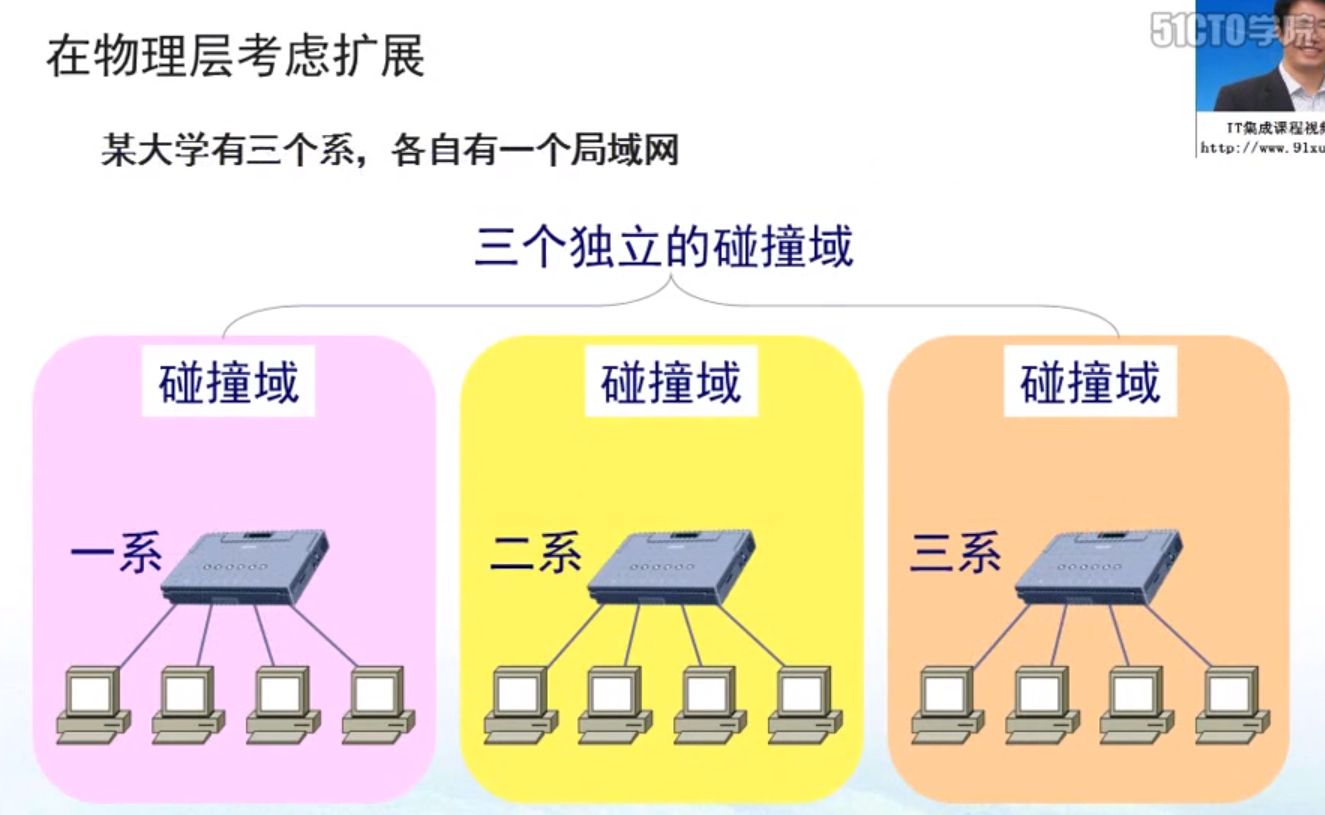 在物理层考虑扩展
51CTO学院
IT集成课程视频
http://www.91xu
某大学有三个系，各自有一个局域网
三个独立的碰撞域
碰撞域
碰撞域
碰撞域
一系
二系
三系